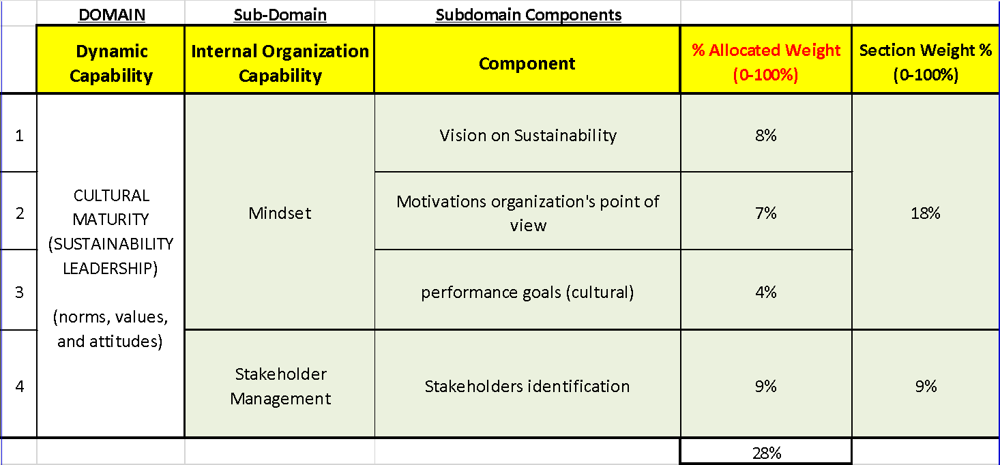 DOMAIN Sub-Domain Subdomain Components
Dynamic Capability Internal Organization Capability Component % Allocated Weight (0-100%) Section Weight % (0-100%)
1 Vision on Sustainability 8%
CULTURAL
MATURITY
(SUSTAINABILITY
LEADERSHIP)
(norms, values,
and attitudes)
Mindset
2 Motivations organization's point of
view
7% 18%
3 performance goals (cultural) 4%
4 Stakeholder
Management
Stakeholders identification 9% 9%
28%